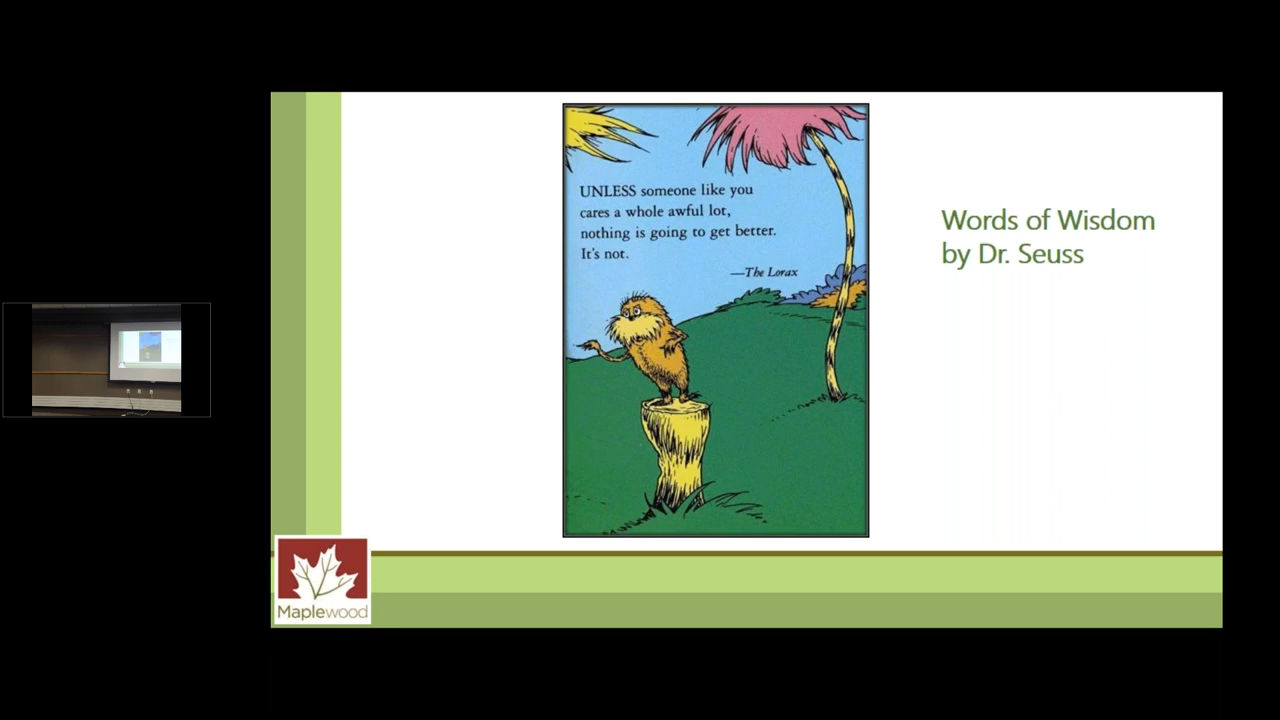 UNLESS someone like you
cares a whole awful lot,
nothing is going to get better.
It's not.
—The Lorax
Words of Wisdom
by Dr. Seuss
Maplewood